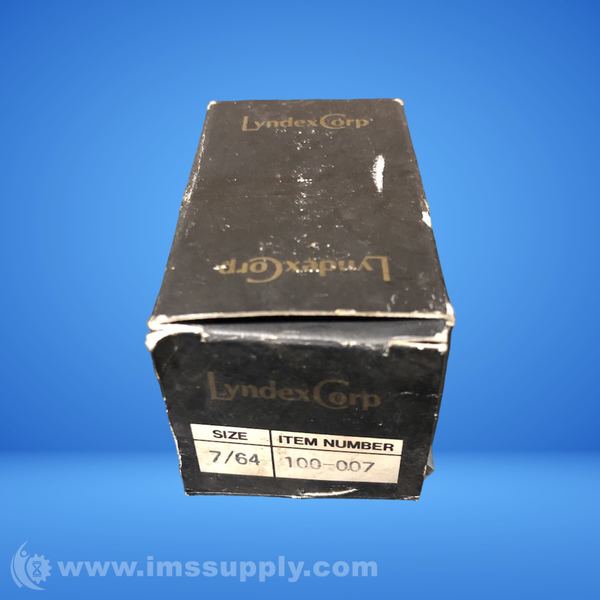 LyndexCorp
LyndexCorp
LyndexCorp
SIZE ITEM NUMBER
7/64 100-007
www.imssupply.com